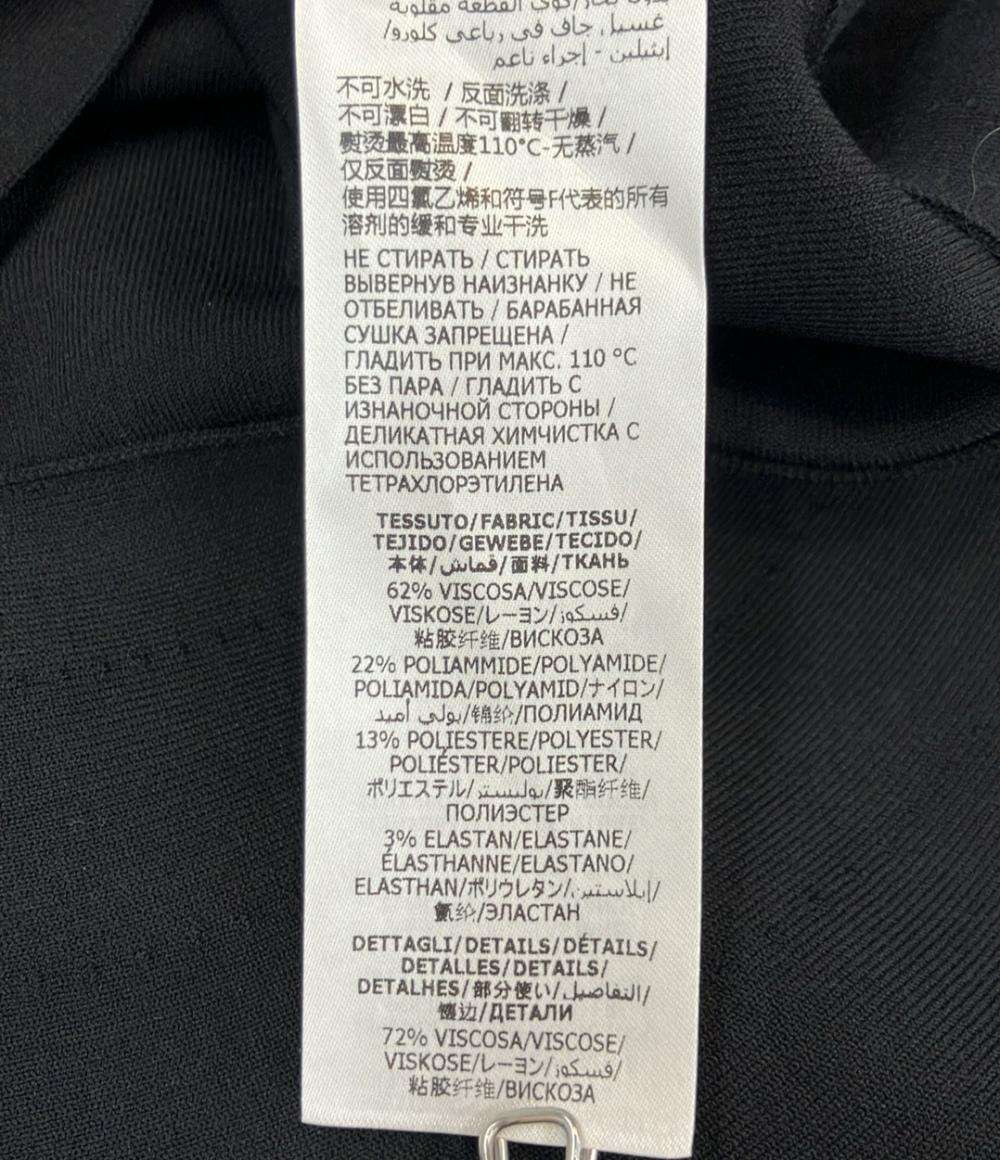 غسيل جاف في رباعي كلورو/
إيثيلين - إجراء ناعم
不可水洗 / 反面洗涤 /
不可漂白 / 不可翻转干燥 /
熨烫最高温度110°C-无蒸汽 /
仅反面熨烫 /
使用四氯乙烯和符号F代表的所有
溶剂的缓和专业干洗
НЕ СТИРАТЬ / СТИРАТЬ
ВЫВЕРНУВ НАИЗНАНКУ / НЕ
ОТБЕЛИВАТЬ / БАРАБАННАЯ
СУШКА ЗАПРЕЩЕНА /
ГЛАДИТЬ ПРИ МАКС. 110 °C
БЕЗ ПАРА / ГЛАДИТЬ С
ИЗНАНОЧНОЙ СТОРОНЫ /
ДЕЛИКАТНАЯ ХИМЧИСТКА С
ИСПОЛЬЗОВАНИЕМ
ТЕТРАХЛОРЭТИЛЕНА
TESSUTO/FABRIC/TISSU/
TEJIDO/GEWEBE/TECIDO/
本体/قماش/面料/ТКАНЬ
62% VISCOSA/VISCOSE/
VISKOSE/レーヨン/فسكوز/
粘胶纤维/ВИСКОЗА
22% POLIAMMIDE/POLYAMIDE/
POLIAMIDA/POLYAMID/ナイロン/
بولي أميد/锦纶/ПОЛИАМИД
13% POLIESTERE/POLYESTER/
POLIÉSTER/POLIESTER/
ポリエステル/بوليستر/聚酯纤维/
ПОЛИЭСТЕР
3% ELASTAN/ELASTANE/
ÉLASTHANNE/ELASTANO/
ELASTHAN/ポリウレタン/إيلاستين/
氨纶/ЭЛАСТАН
DETTAGLI/DETAILS/DÉTAILS/
DETALLES/DETAILS/
DETALHES/部分使い/التفاصيل/
镶边/ДЕТАЛИ
72% VISCOSA/VISCOSE/
VISKOSE/レーヨン/فسكوز/
粘胶纤维/ВИСКОЗА